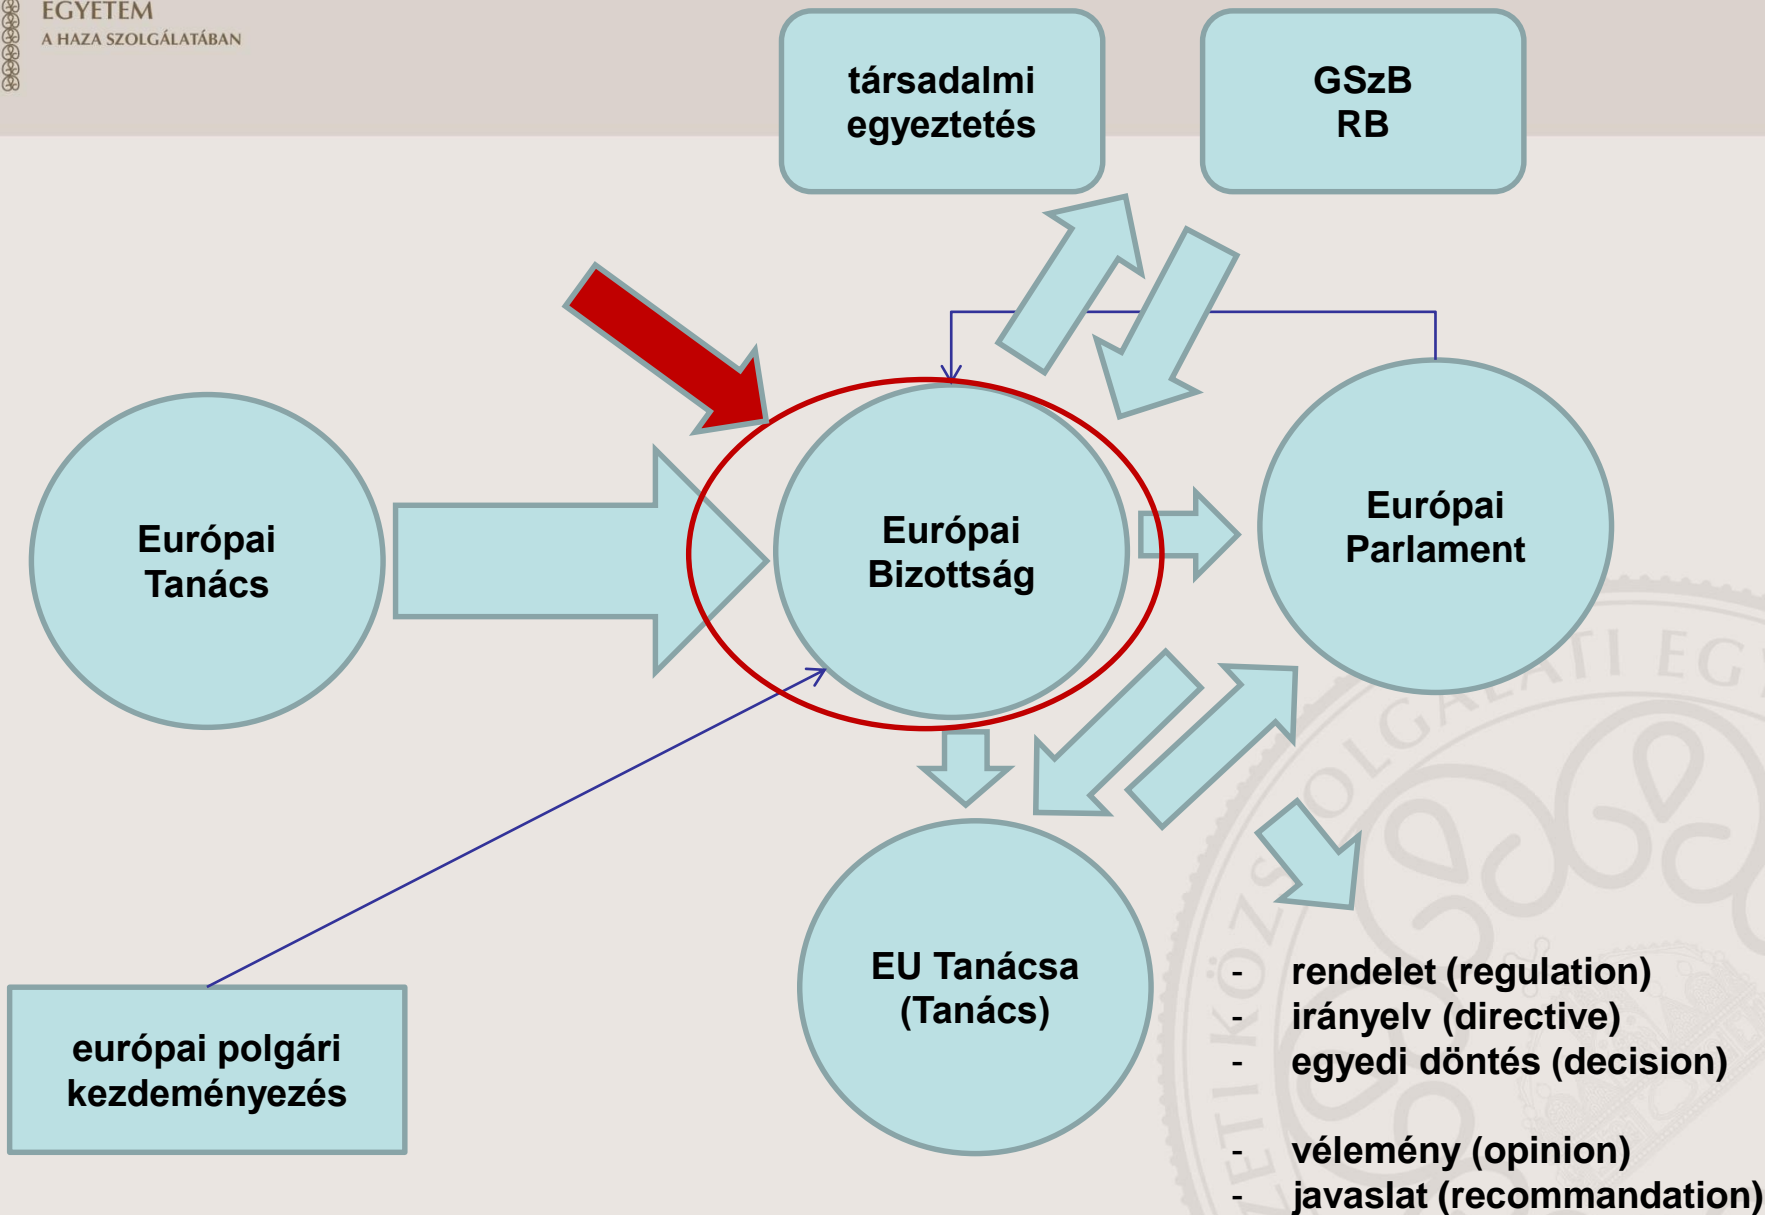 EGYETEM
A HAZA SZOLGÁLATÁBAN
társadalmi
egyeztetés
GSzB
RB
Európai
Tanács
Európai
Bizottság
Európai
Parlament
EU Tanácsa
(Tanács)
európai polgári
kezdeményezés
- rendelet (regulation)
- irányelv (directive)
- egyedi döntés (decision)
- vélemény (opinion)
- javaslat (recommandation)